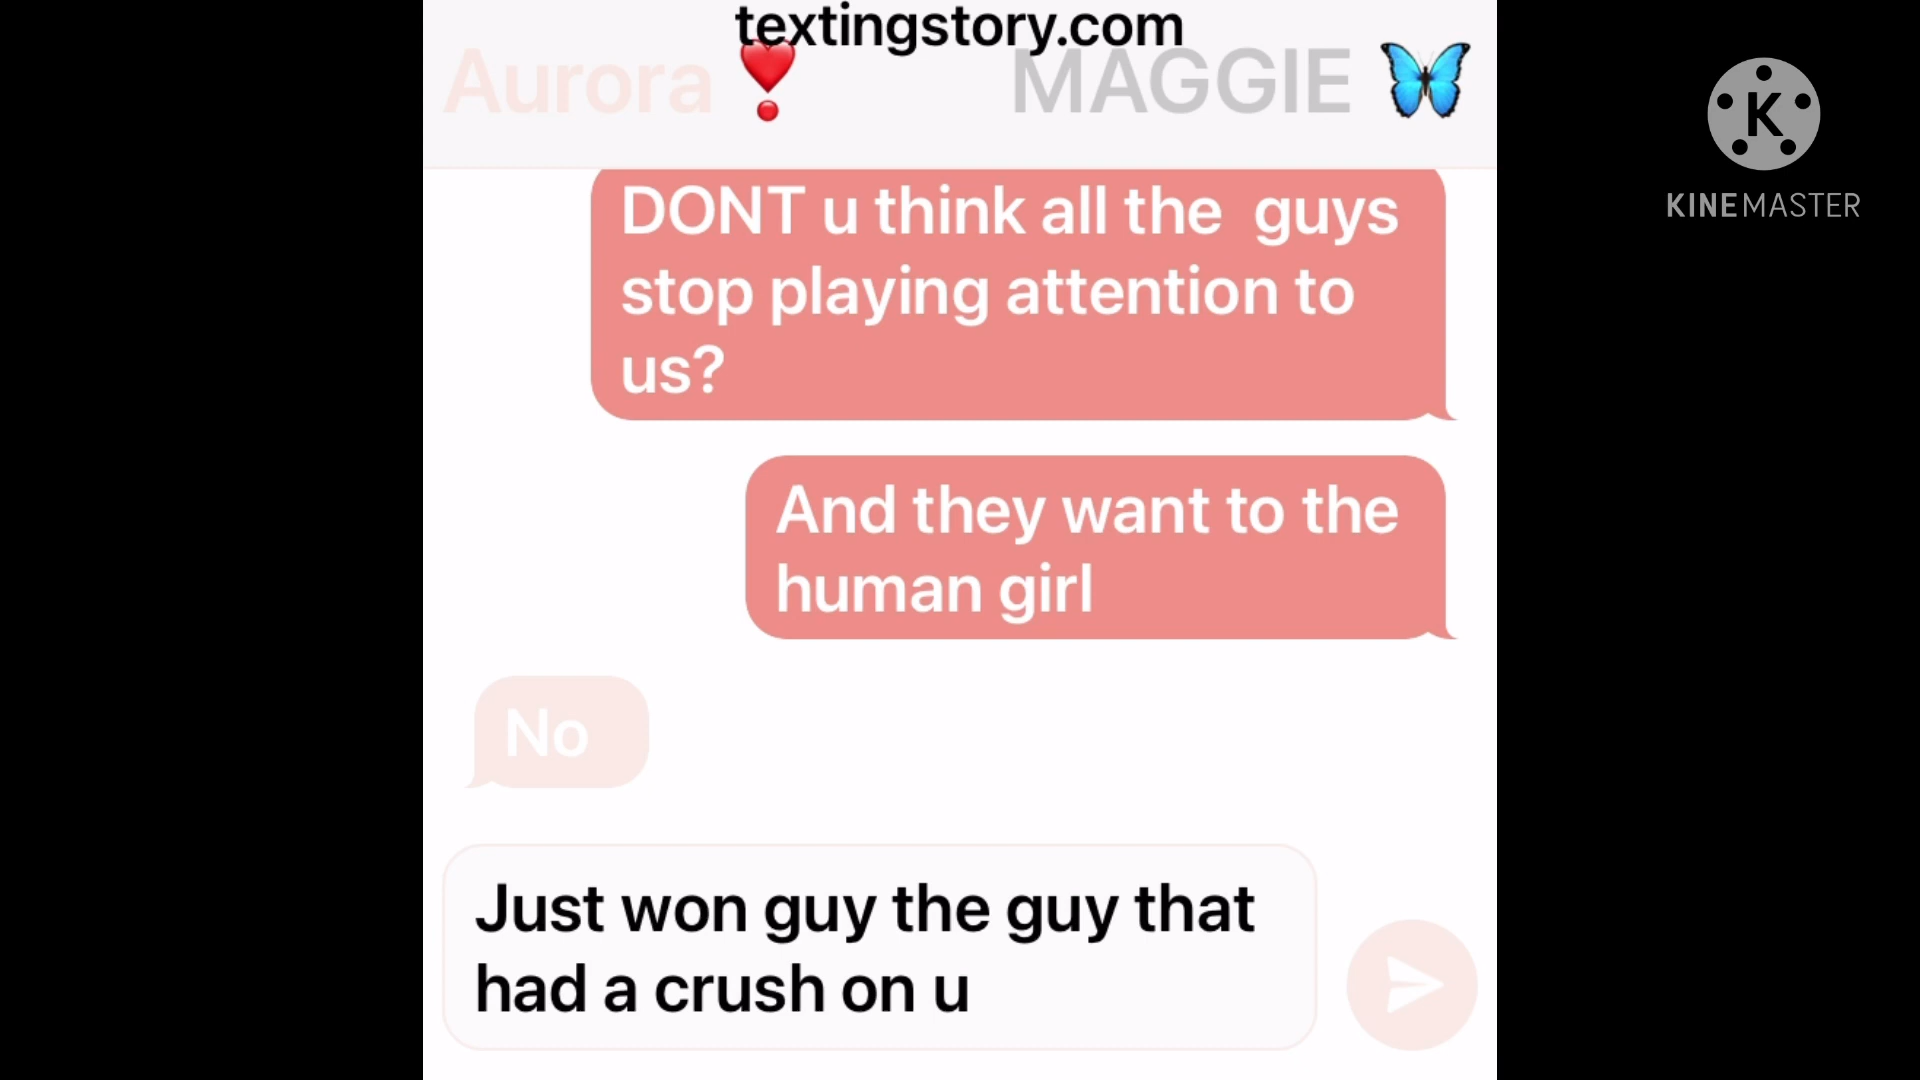 textingstory.com
Aurora❣️ MAGGIE 🦋
K
KINEMASTER
DONT u think all the  guys
stop playing attention to
us?
And they want to the
human girl
No
Just won guy the guy that
had a crush on u